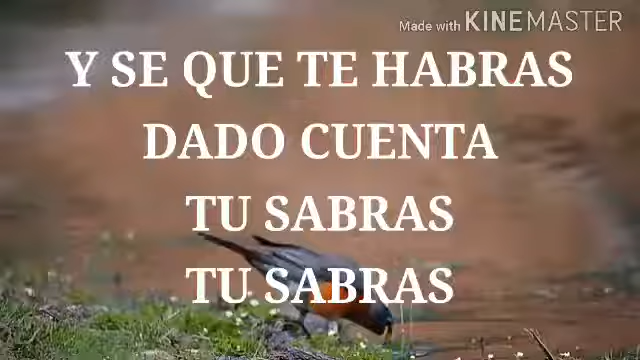 Made with KINEMASTER
Y SE QUE TE HABRAS
DADO CUENTA
TU SABRAS
TU SABRAS